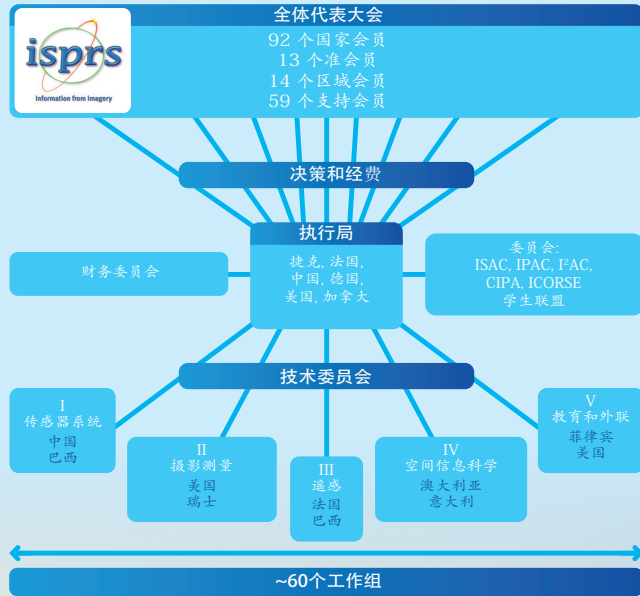 全体代表大会
isprs
Information from Imagery
92 个国家会员
13 个准会员
14 个区域会员
59 个支持会员
决策和经费
执行局
捷克, 法国,
中国, 德国,
美国, 加拿大
财务委员会
委员会:
ISAC, IPAC, I²AC,
CIPA, ICORSE
学生联盟
技术委员会
I
传感器系统
中国
巴西
II
摄影测量
美国
瑞士
III
遥感
法国
巴西
IV
空间信息科学
澳大利亚
意大利
V
教育和外联
菲律宾
美国
~60个工作组